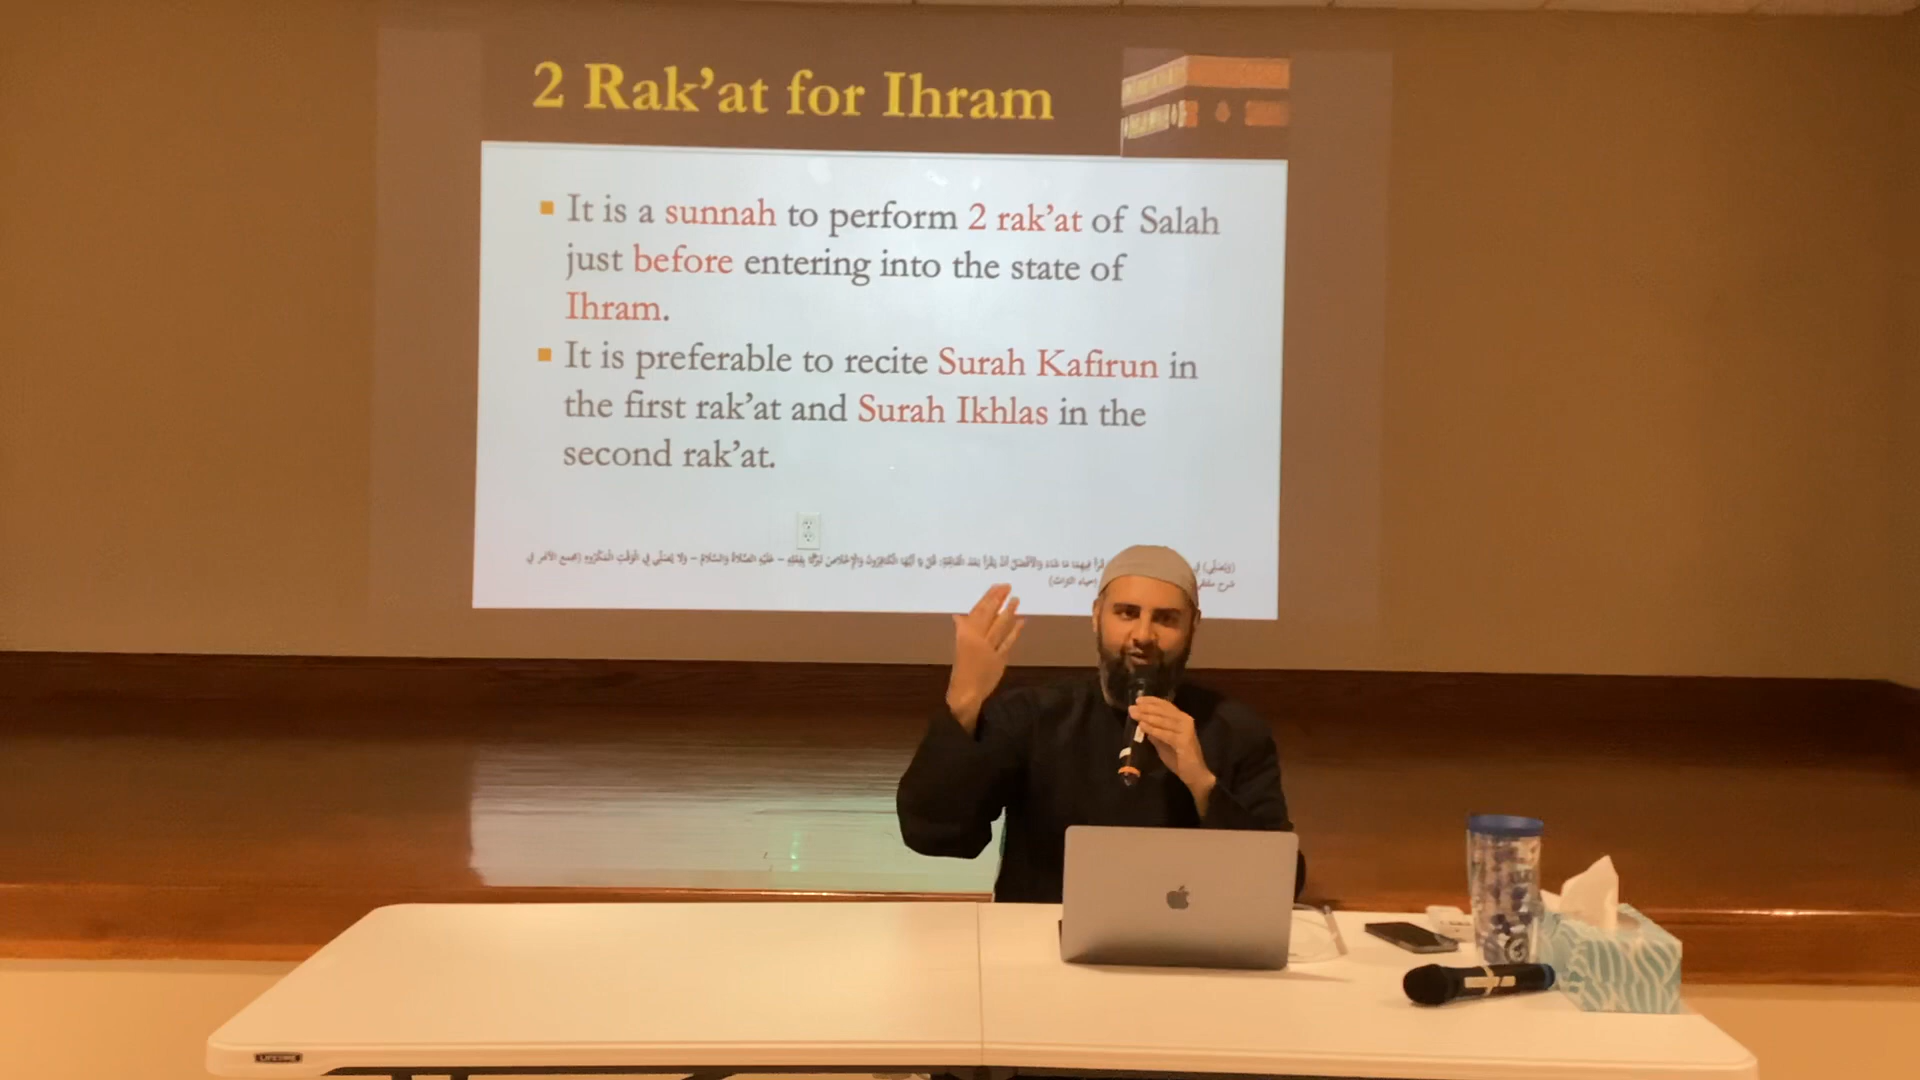 2 Rak’at for Ihram
It is a sunnah to perform 2 rak’at of Salah
just before entering into the state of
Ihram.
It is preferable to recite Surah Kafirun in
the first rak’at and Surah Ikhlas in the
second rak’at.
LIFETIME